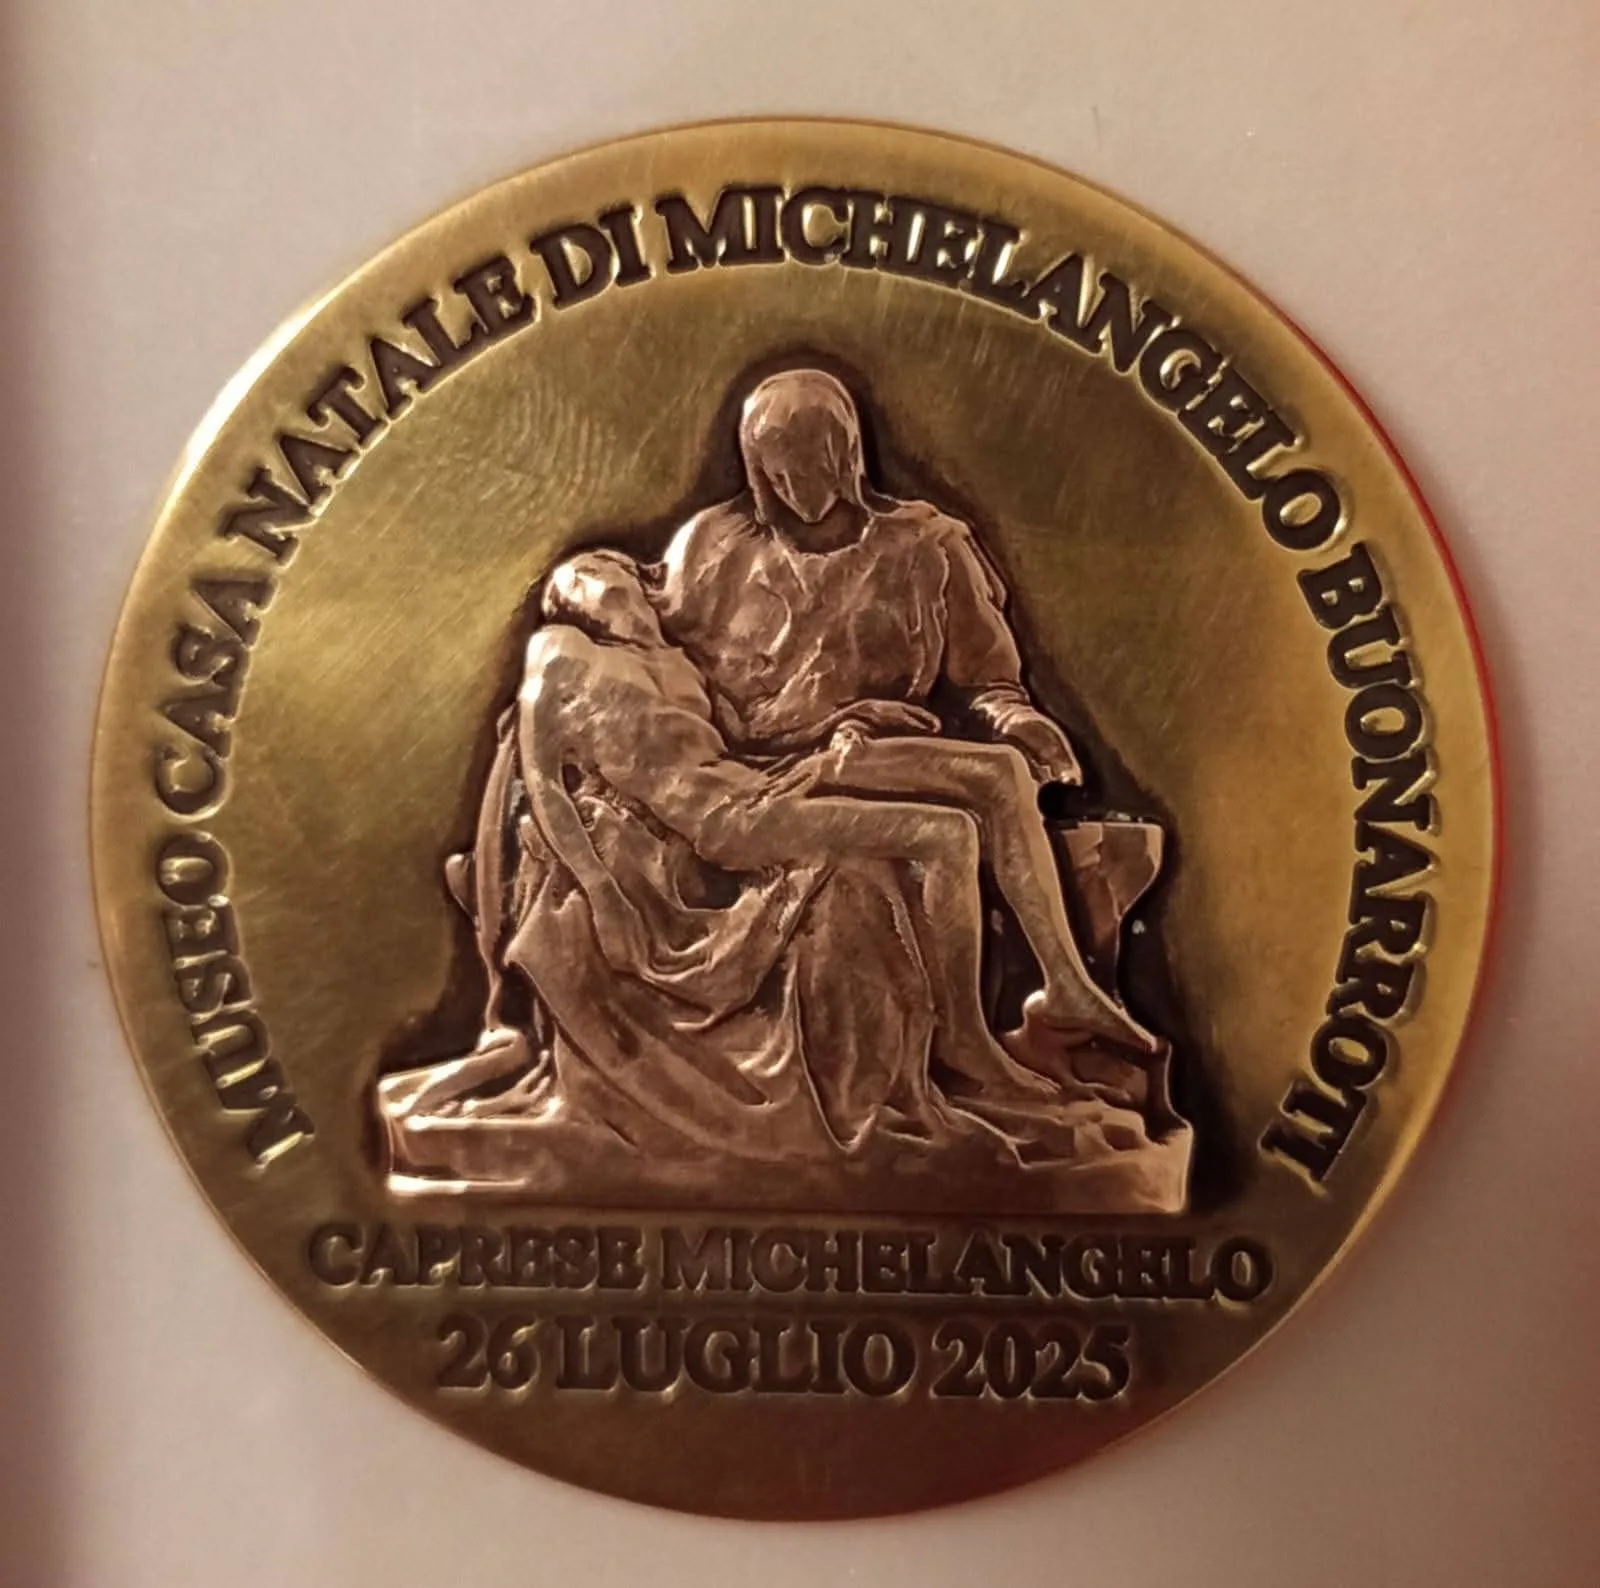 MUSEO CASA NATALE DI MICHELANGELO BUONARROTI
CAPRESE MICHELANGELO
26 LUGLIO 2025